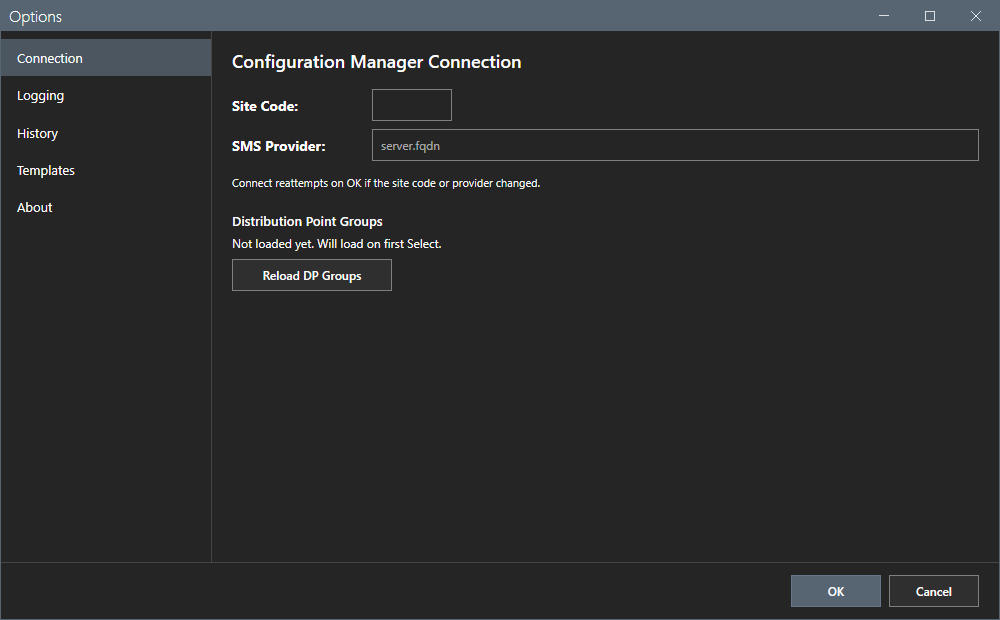 Options
Connection
Logging
History
Templates
About
Configuration Manager Connection
Site Code:
SMS Provider:
server.fqdn
Connect reattempts on OK if the site code or provider changed.
Distribution Point Groups
Not loaded yet. Will load on first Select.
Reload DP Groups
OK
Cancel